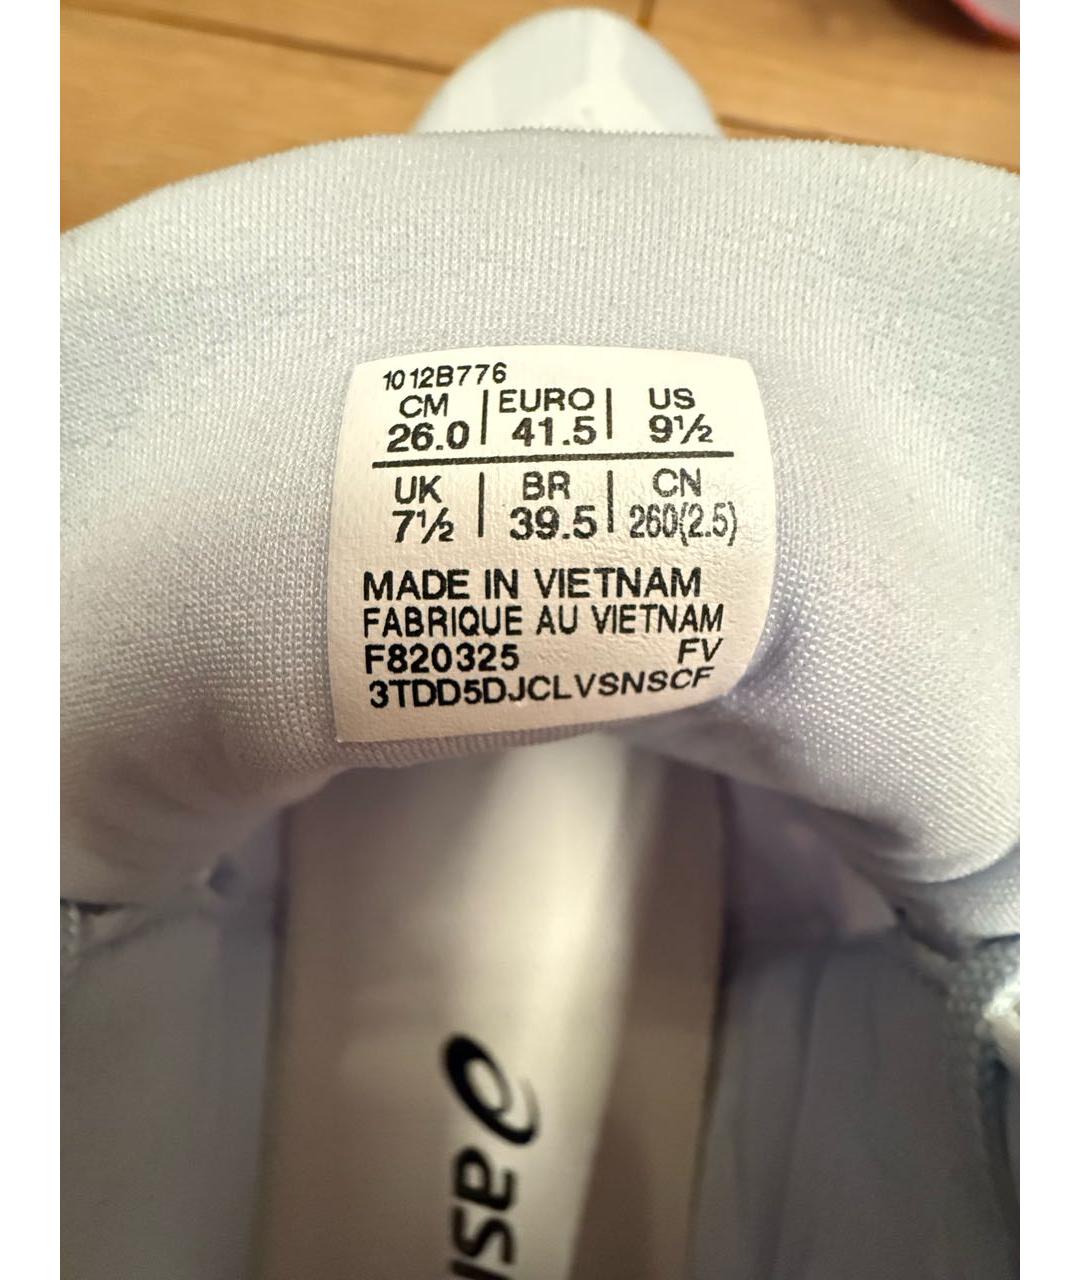 1012B776
CM | EURO | US
26.0 | 41.5 | 9½
UK | BR | CN
7½ | 39.5 | 260(2.5)
MADE IN VIETNAM
FABRIQUE AU VIETNAM
F820325 FV
3TDD5DJCLVSNSCF
asi